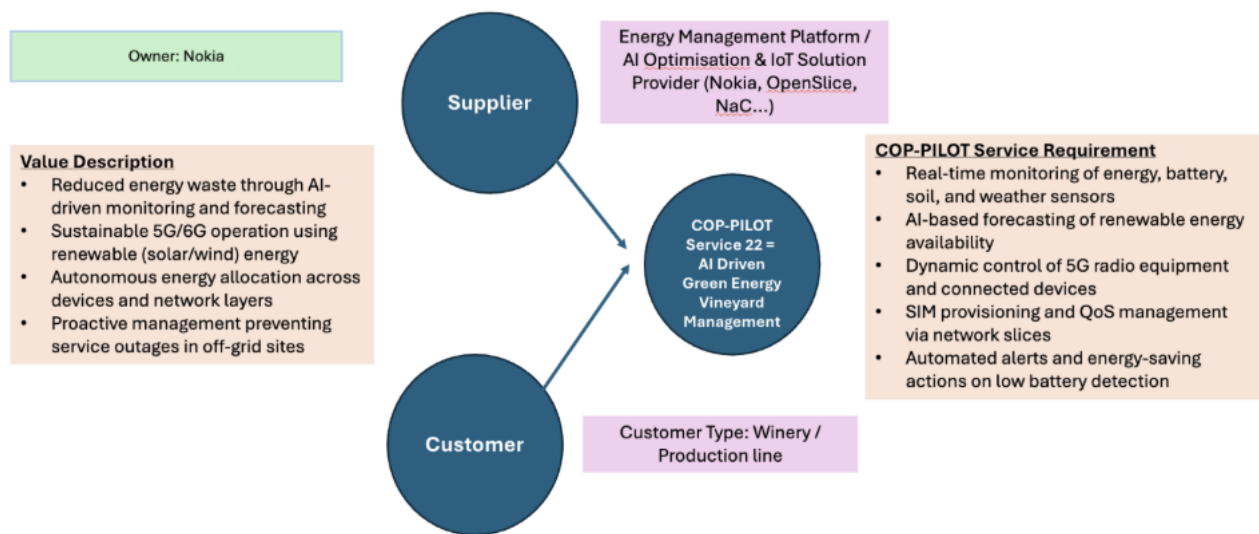 Owner: Nokia
Supplier
Energy Management Platform /
AI Optimisation & IoT Solution
Provider (Nokia, OpenSlice,
NaC...)
Value Description
• Reduced energy waste through AI-
driven monitoring and forecasting
• Sustainable 5G/6G operation using
renewable (solar/wind) energy
• Autonomous energy allocation across
devices and network layers
• Proactive management preventing
service outages in off-grid sites
COP-PILOT
Service 22 =
AI Driven
Green Energy
Vineyard
Management
COP-PILOT Service Requirement
• Real-time monitoring of energy, battery,
soil, and weather sensors
• AI-based forecasting of renewable energy
availability
• Dynamic control of 5G radio equipment
and connected devices
• SIM provisioning and QoS management
via network slices
• Automated alerts and energy-saving
actions on low battery detection
Customer
Customer Type: Winery /
Production line